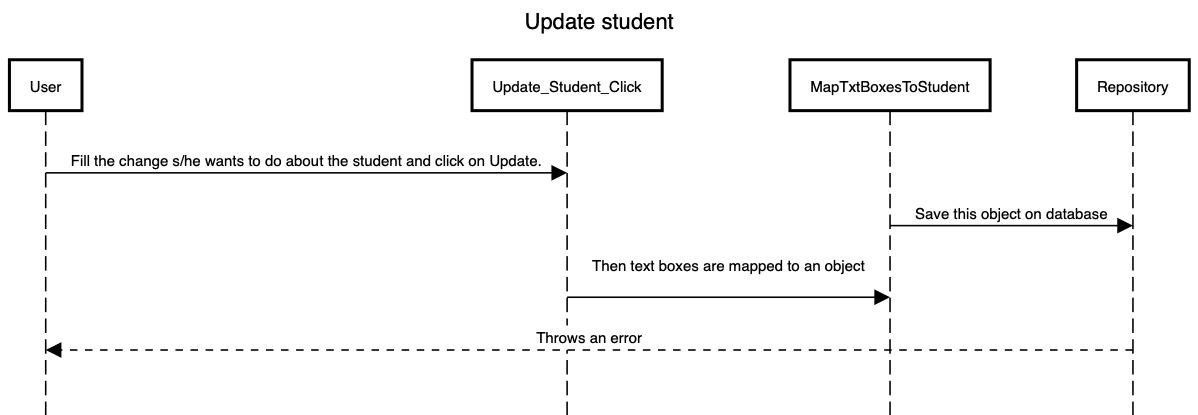 Update student
User
Update_Student_Click
MapTxtBoxesToStudent
Repository
Fill the change s/he wants to do about the student and click on Update.
Save this object on database
Then text boxes are mapped to an object
Throws an error